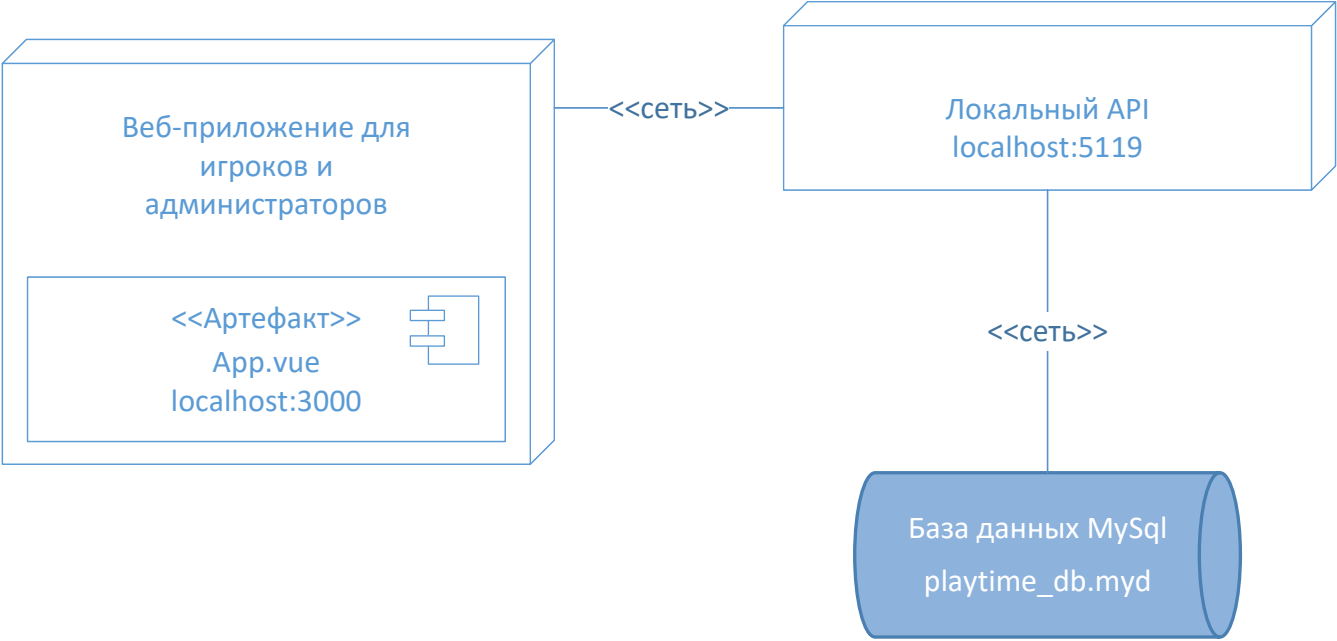 Веб-приложение для
игроков и
администраторов
<<Артефакт>>
App.vue
localhost:3000
<<сеть>>
Локальный API
localhost:5119
<<сеть>>
База данных MySql
playtime_db.myd